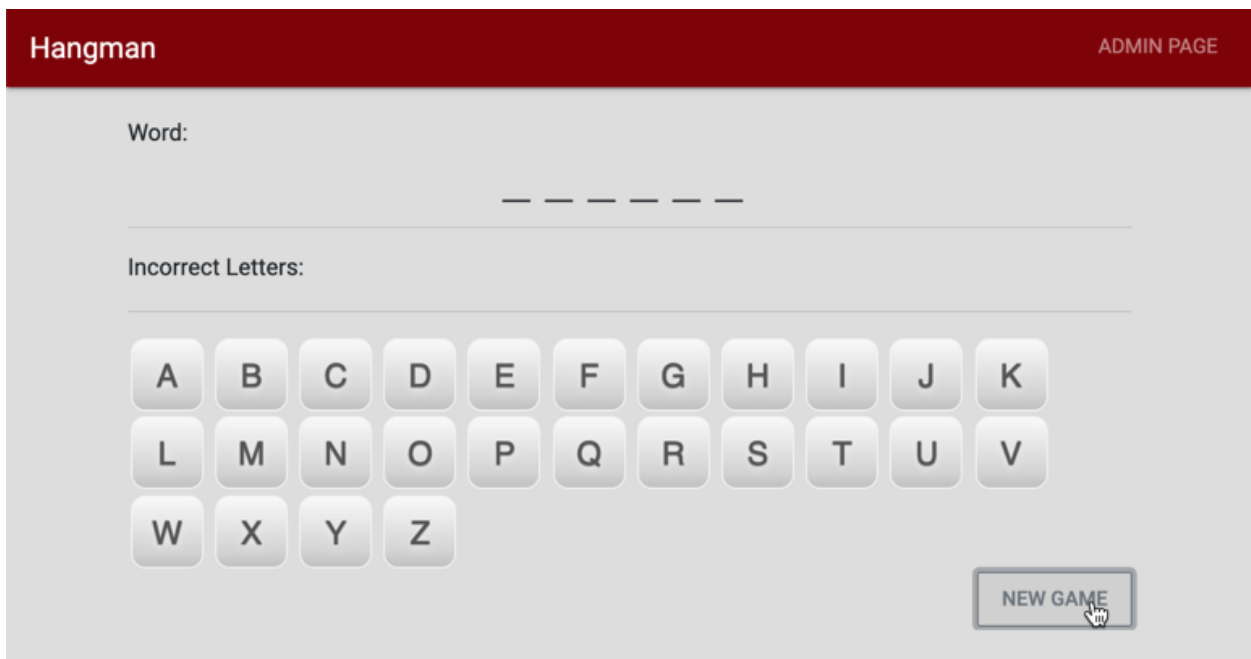 Hangman ADMIN PAGE
Word:
_ _ _ _ _ _
Incorrect Letters:
A B C D E F G H I J K
L M N O P Q R S T U V
W X Y Z
NEW GAME